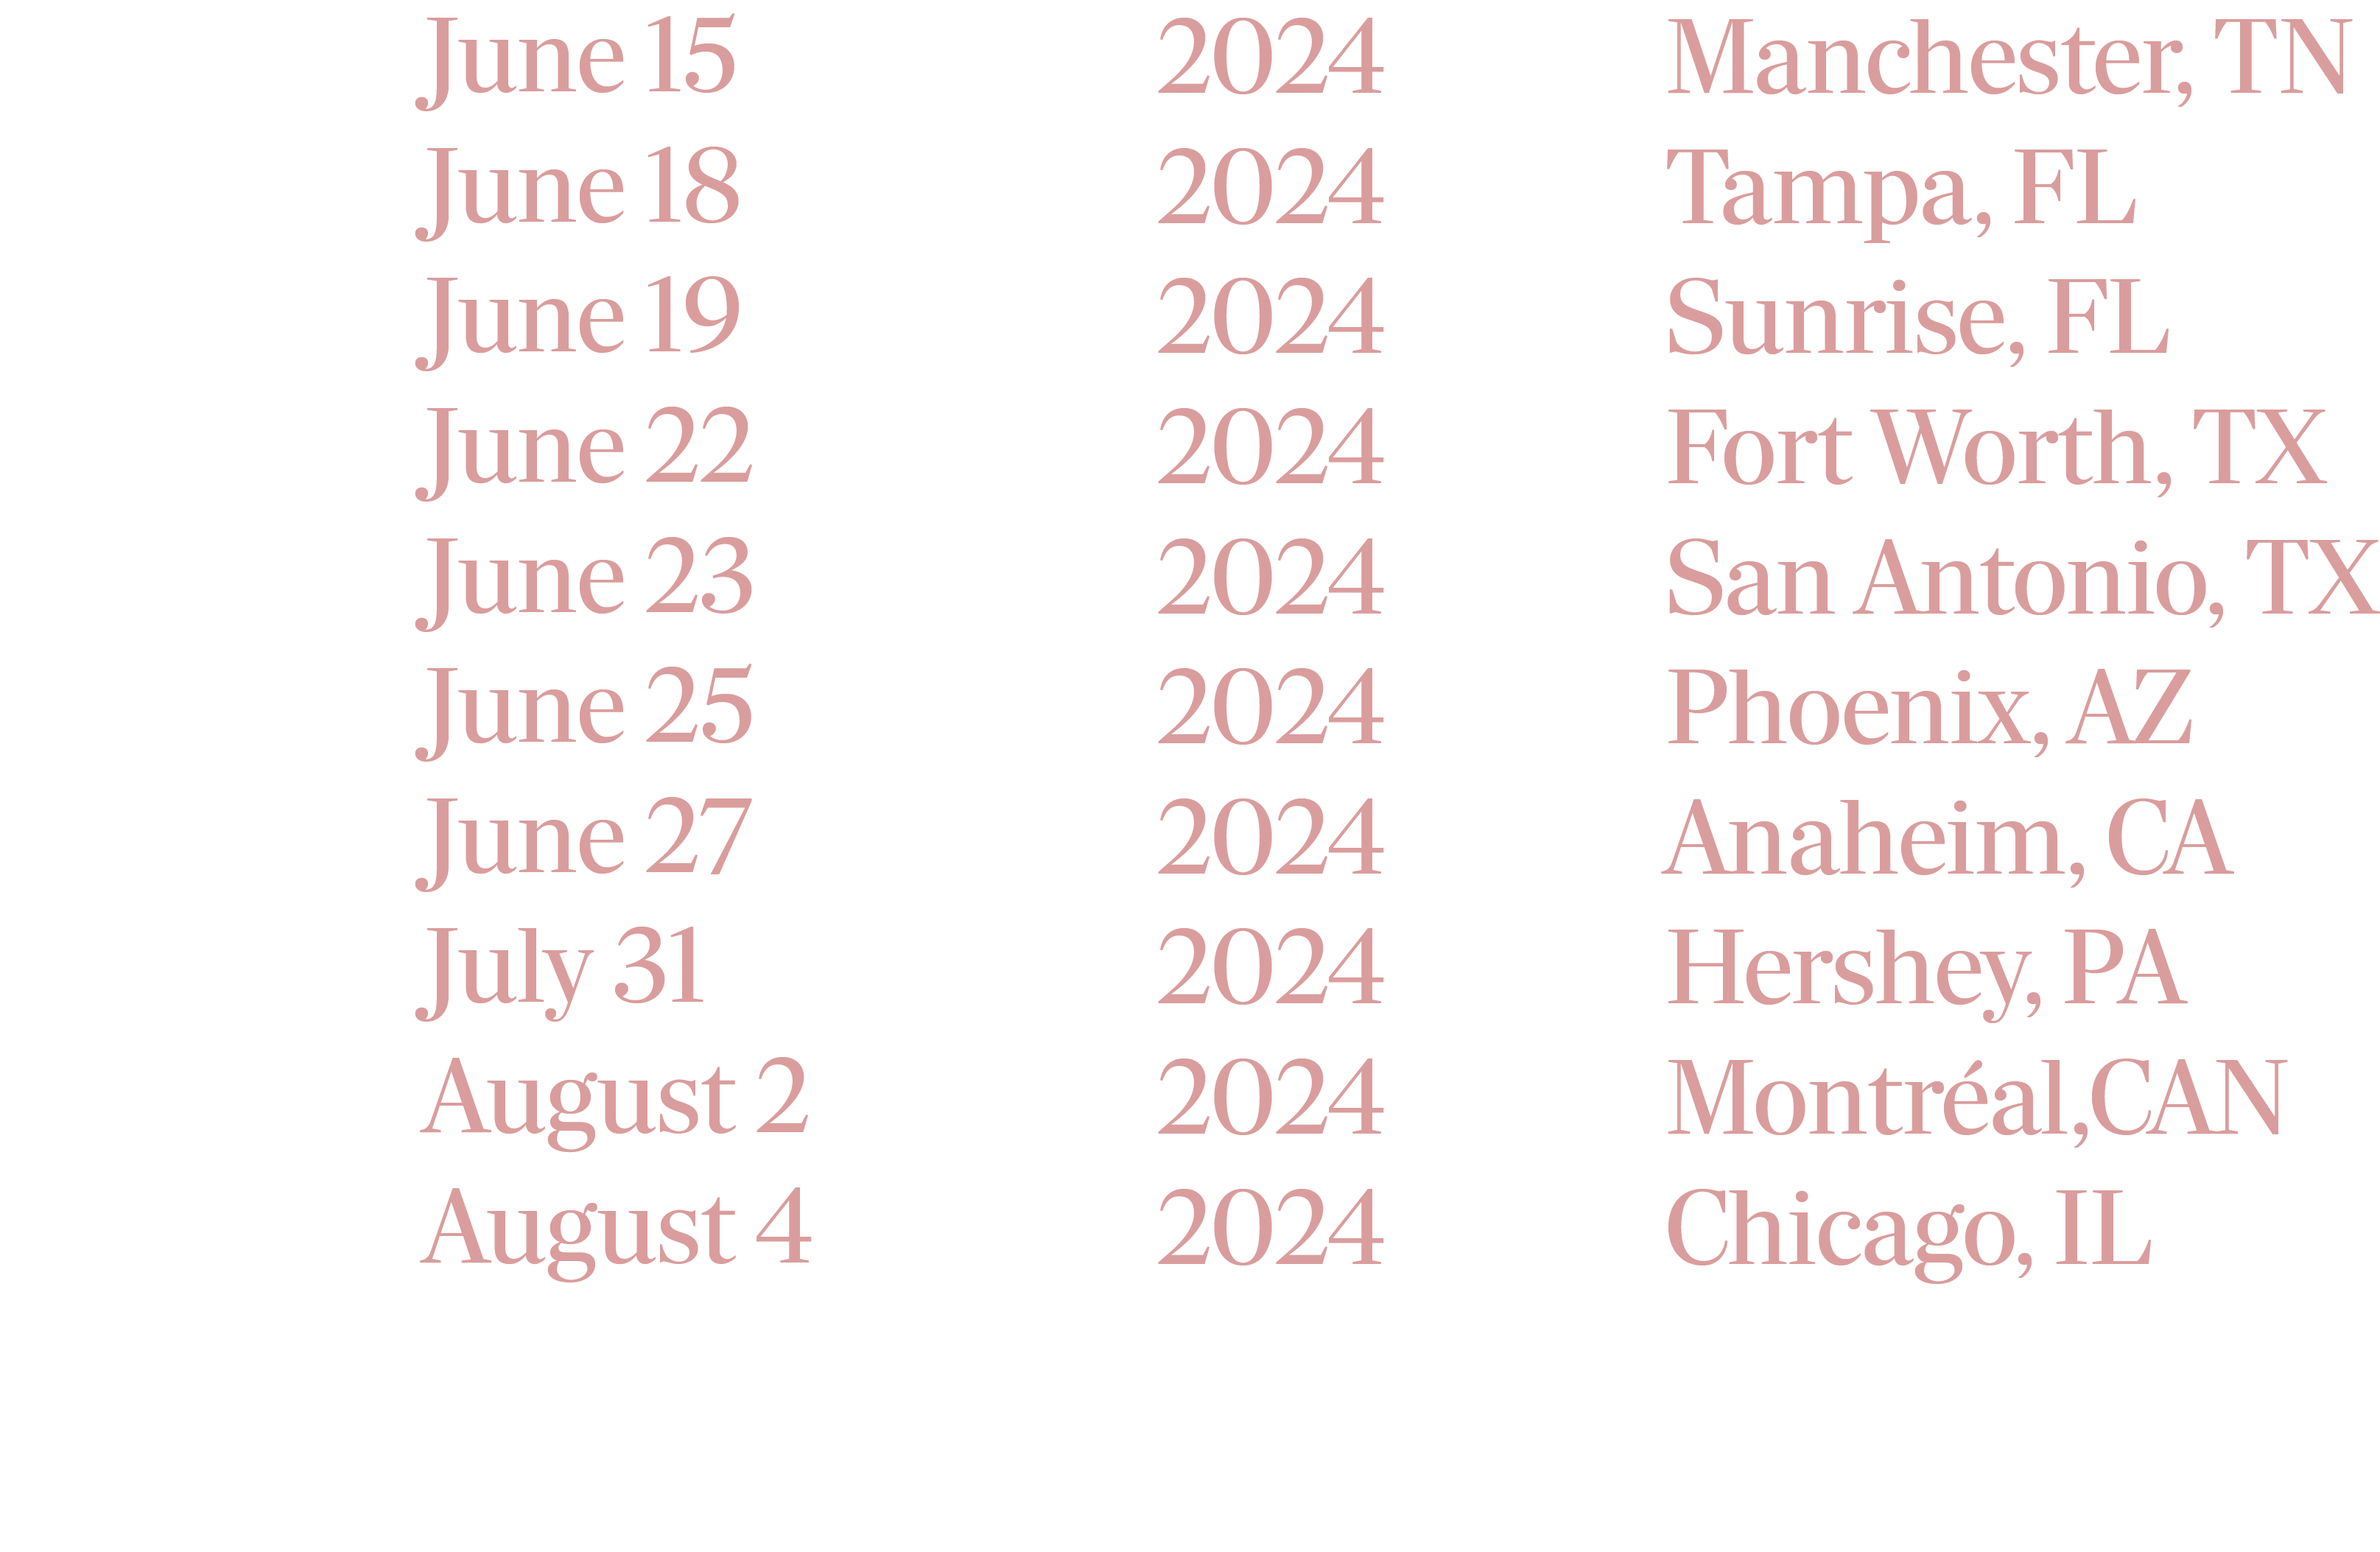 June 15 2024 Manchester, TN
June 18 2024 Tampa, FL
June 19 2024 Sunrise, FL
June 22 2024 Fort Worth, TX
June 23 2024 San Antonio, TX
June 25 2024 Phoenix, AZ
June 27 2024 Anaheim, CA
July 31 2024 Hershey, PA
August 2 2024 Montréal, CAN
August 4 2024 Chicago, IL